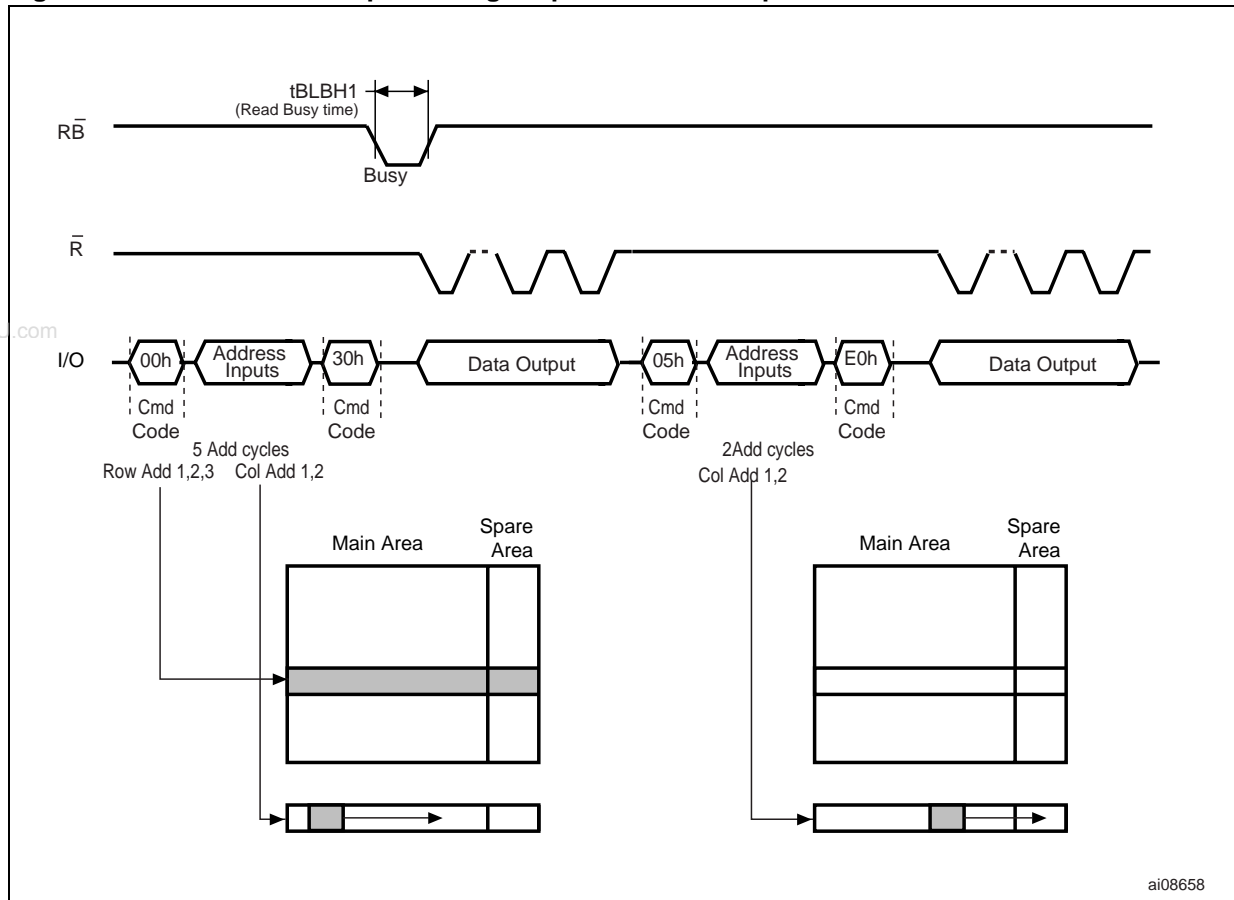 tBLBH1
(Read Busy time)
RB̅
Busy
R̅
U.com
I/O
00h
Address
Inputs
30h
Data Output
05h
Address
Inputs
E0h
Data Output
Cmd
Code
Cmd
Code
Cmd
Code
Cmd
Code
5 Add cycles
Row Add 1,2,3
Col Add 1,2
2Add cycles
Col Add 1,2
Main Area
Spare
Area
Main Area
Spare
Area
ai08658